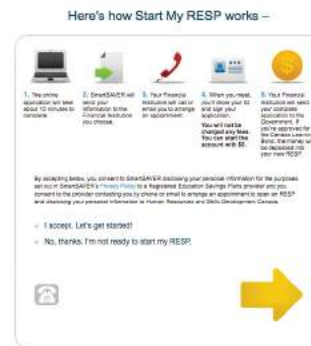 Here's how Start My RESP works –
1. The online
application will take
about 10 minutes to
complete.
2. SmartSAVER will
send your
information to the
Financial Institution
you choose.
3. Your Financial
Institution will call or
email you to arrange
an appointment.
4. When you meet,
you'll show your ID
and sign your
application.
You will not be
charged any fees.
You can start the
account with $0.
5. Your Financial
Institution will send
your complete
application to the
Government. If
you're approved for
the Canada Learning
Bond, the money will
be deposited into
your new RESP.
By accepting below, you consent to SmartSAVER disclosing your personal information for the purposes
set out in SmartSAVER's Privacy Policy to a Registered Education Savings Plans provider and you
consent to the provider contacting you by phone or email to arrange an appointment to open an RESP
and disclosing your personal information to Human Resources and Skills Development Canada.
I accept. Let's get started!
No, thanks. I'm not ready to start my RESP.